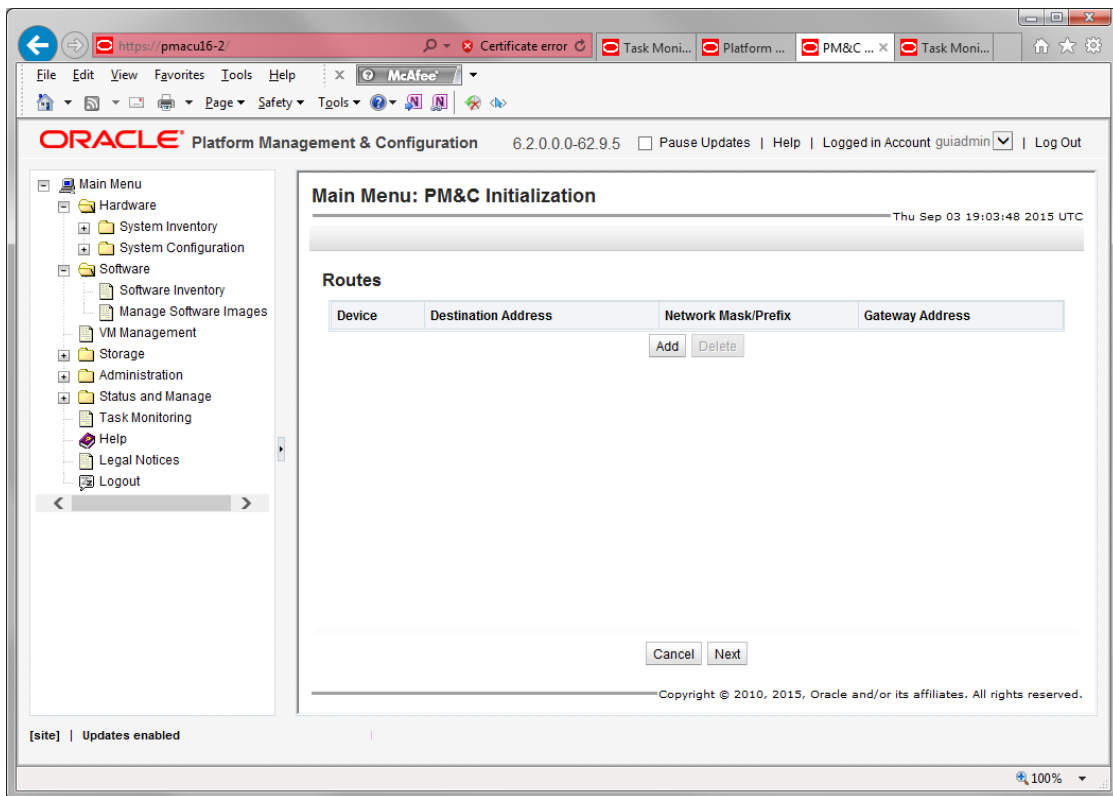 https://pmacu16-2/
Certificate error
Task Moni...
Platform ...
PM&C ...
Task Moni...
File Edit View Favorites Tools Help
x McAfee
Page Safety Tools
ORACLE Platform Management & Configuration 6.2.0.0.0-62.9.5 Pause Updates | Help | Logged in Account guiadmin | Log Out
Main Menu
Hardware
System Inventory
System Configuration
Software
Software Inventory
Manage Software Images
VM Management
Storage
Administration
Status and Manage
Task Monitoring
Help
Legal Notices
Logout
Main Menu: PM&C Initialization
Thu Sep 03 19:03:48 2015 UTC
Routes
Device Destination Address Network Mask/Prefix Gateway Address
Add Delete
Cancel Next
Copyright © 2010, 2015, Oracle and/or its affiliates. All rights reserved.
[site] | Updates enabled
100%